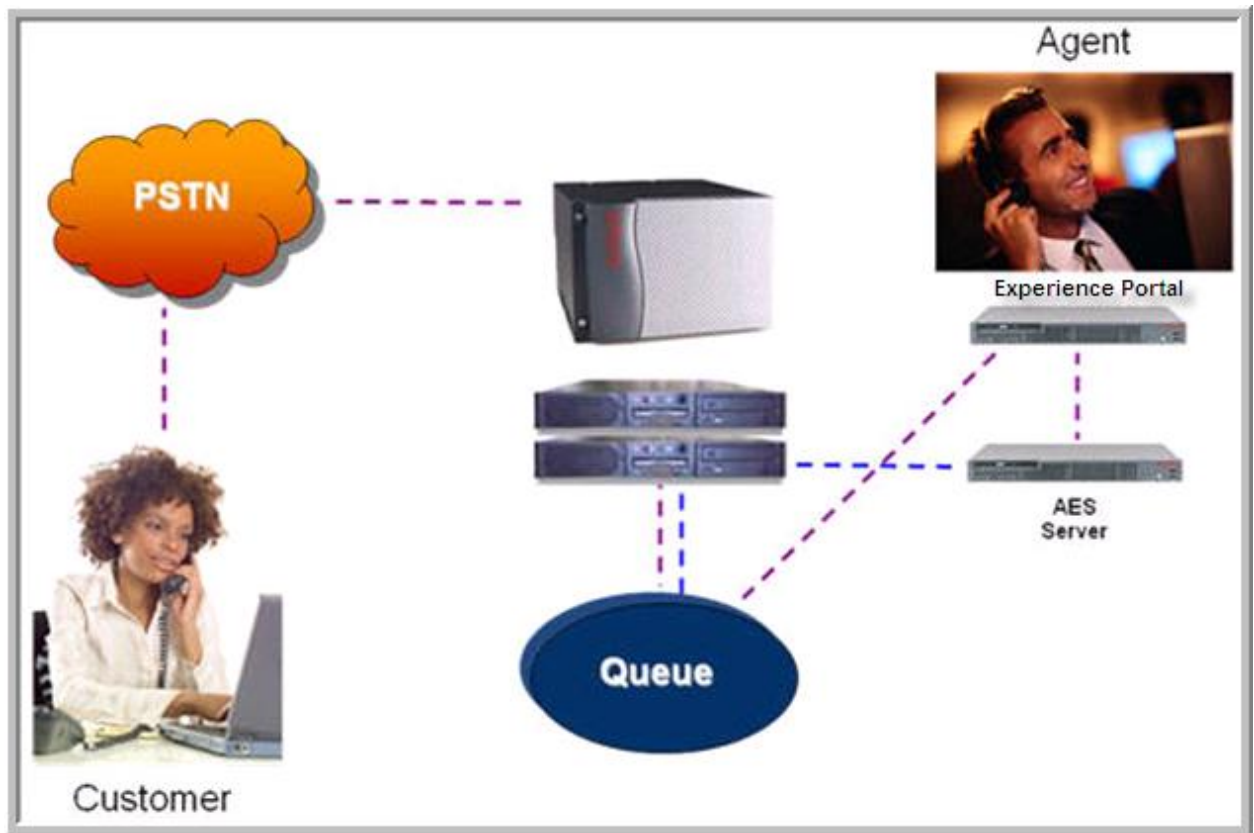 Agent
PSTN
Experience Portal
AES
Server
Queue
Customer